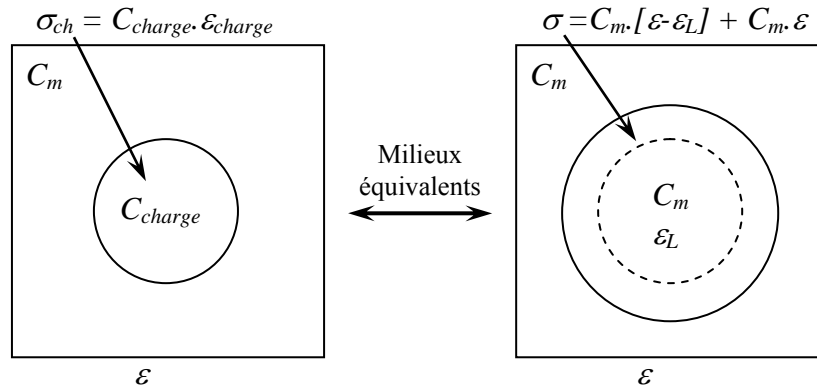 σch = Ccharge.εcharge
Cm
Ccharge
ε
Milieux
équivalents
σ=Cm.[ε-εL] + Cm.ε
Cm
Cm
εL
ε